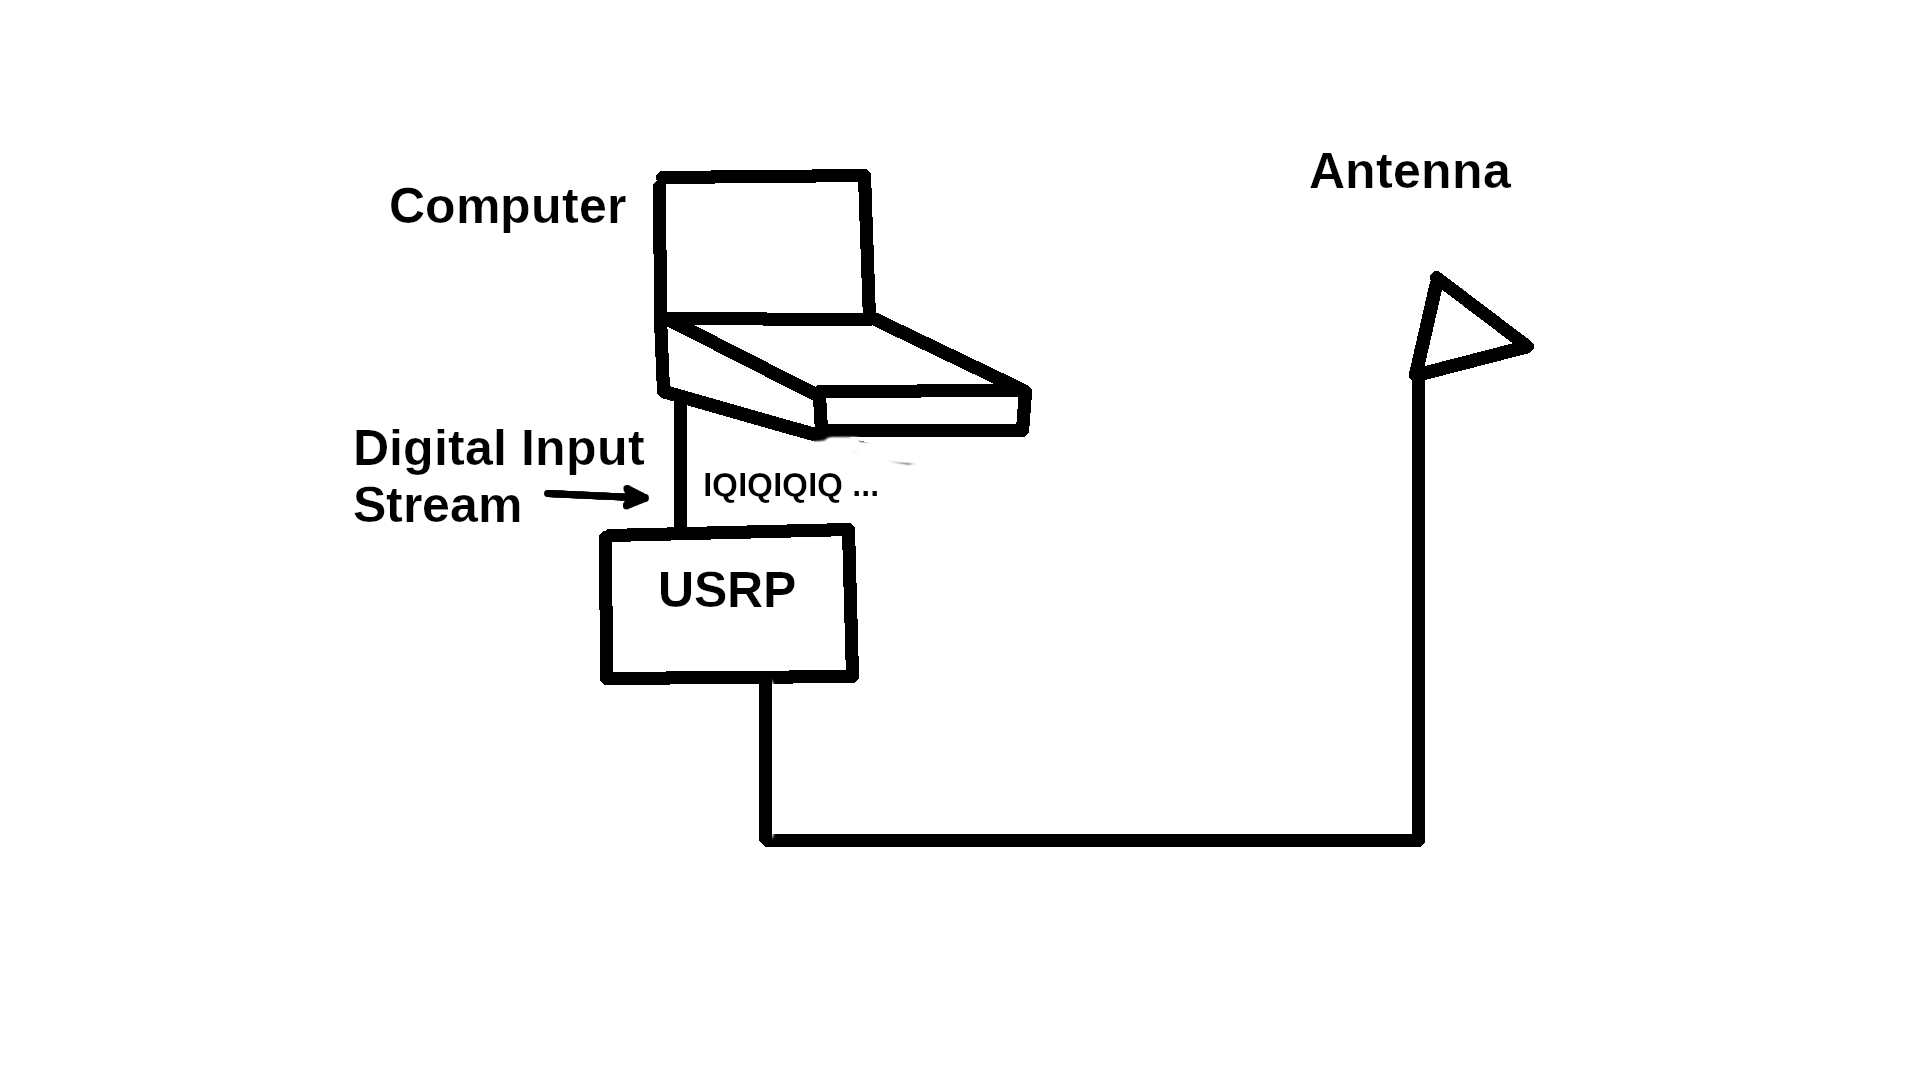 Antenna
Computer
Digital Input
Stream
IQIQIQIQ ...
USRP